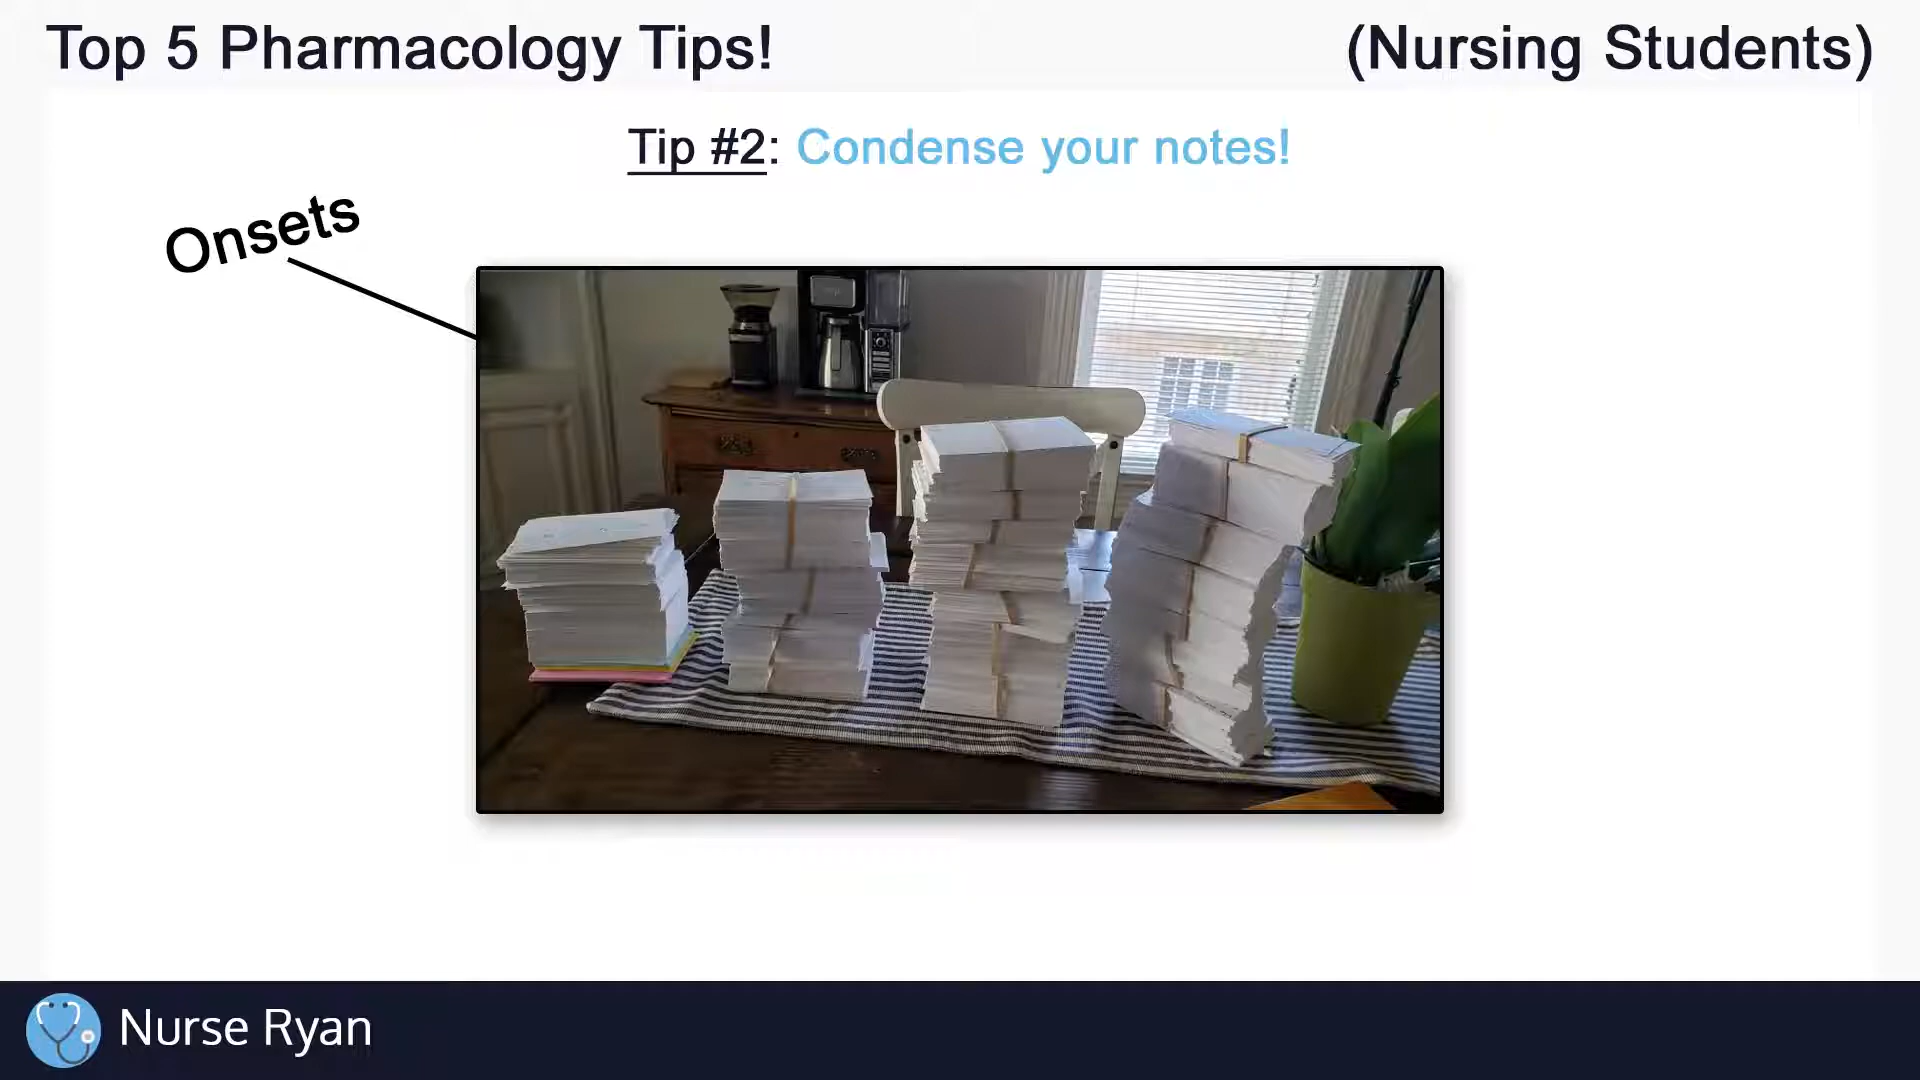 Top 5 Pharmacology Tips!
(Nursing Students)
Tip #2: Condense your notes!
Onsets
Nurse Ryan